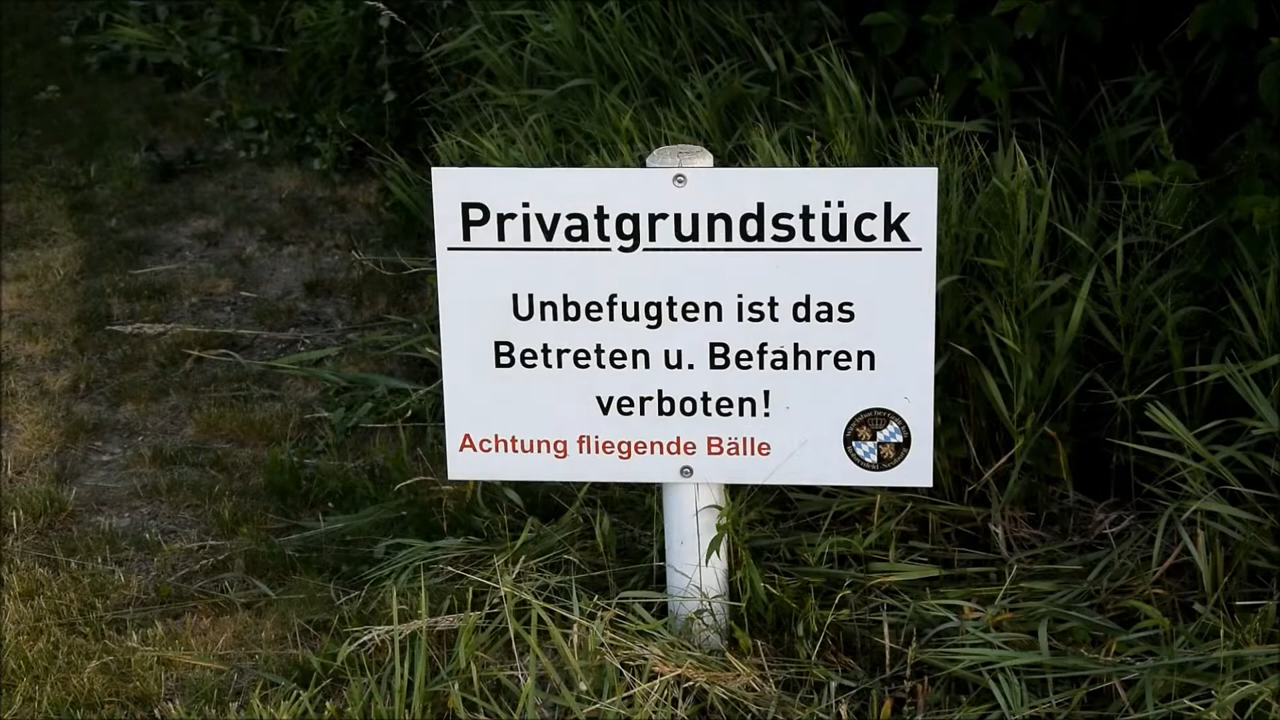 Privatgrundstück
Unbefugten ist das
Betreten u. Befahren
verboten!
Achtung fliegende Bälle